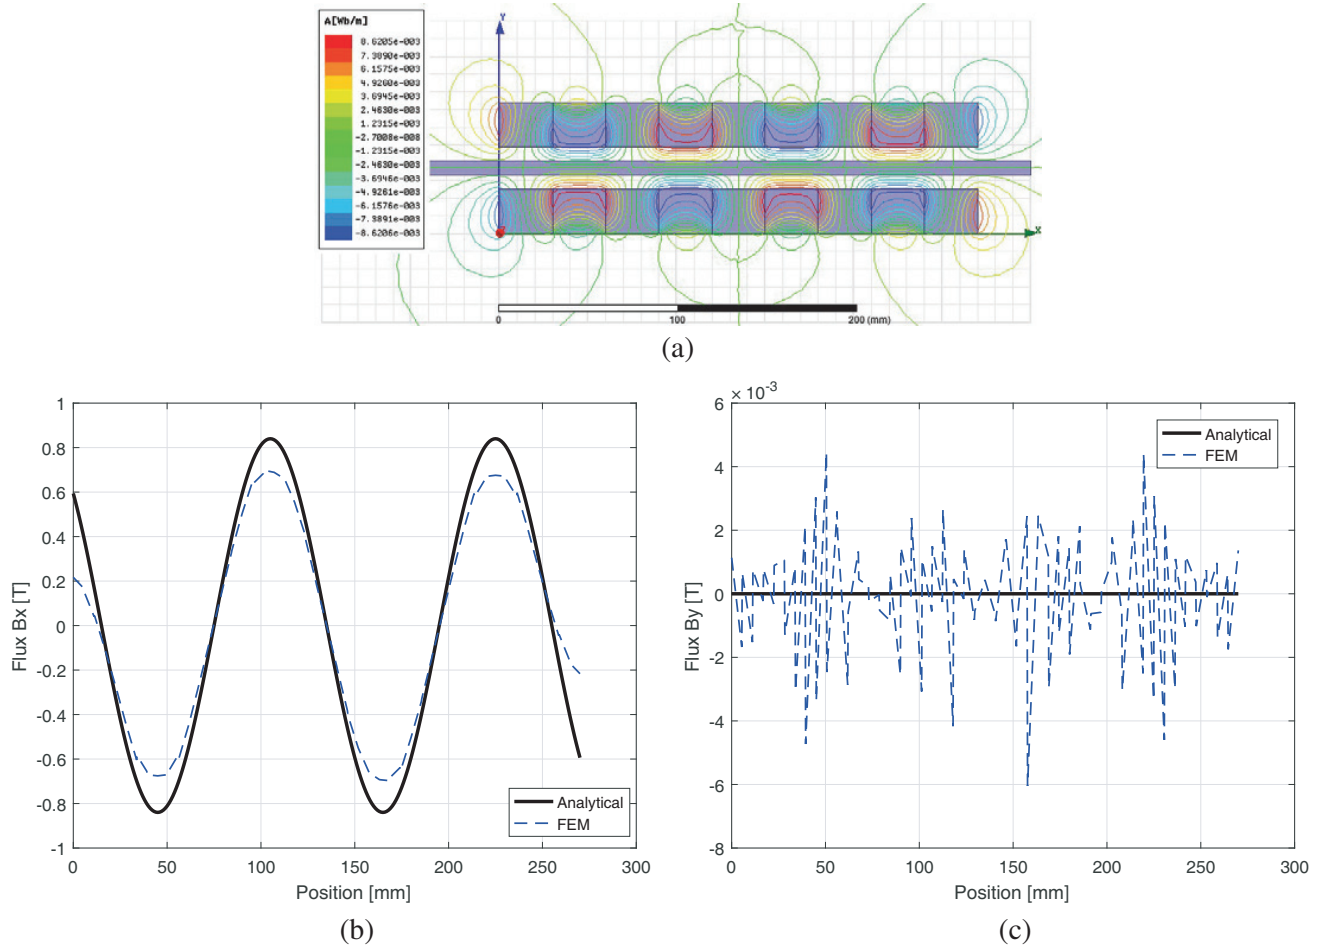 A[Wb/m]
8.6205e-003
7.3890e-003
6.1575e-003
4.9260e-003
3.6945e-003
2.4630e-003
1.2315e-003
-2.7008e-008
-1.2315e-003
-2.4630e-003
-3.6946e-003
-4.9261e-003
-6.1576e-003
-7.3891e-003
-8.6206e-003
Y
X
0 100 200 (mm)
(a)
1
0.8
0.6
0.4
0.2
0
-0.2
-0.4
-0.6
-0.8
-1
Flux Bx [T]
Analytical
FEM
0 50 100 150 200 250 300
Position [mm]
(b)
× 10-3
6
4
2
0
-2
-4
-6
-8
Flux By [T]
Analytical
FEM
0 50 100 150 200 250 300
Position [mm]
(c)